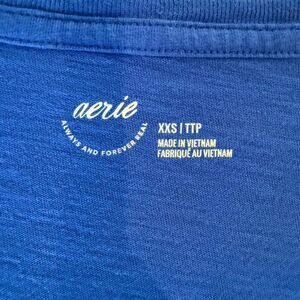 aerie
ALWAYS AND FOREVER REAL
XXS | TTP
MADE IN VIETNAM
FABRIQUÉ AU VIETNAM